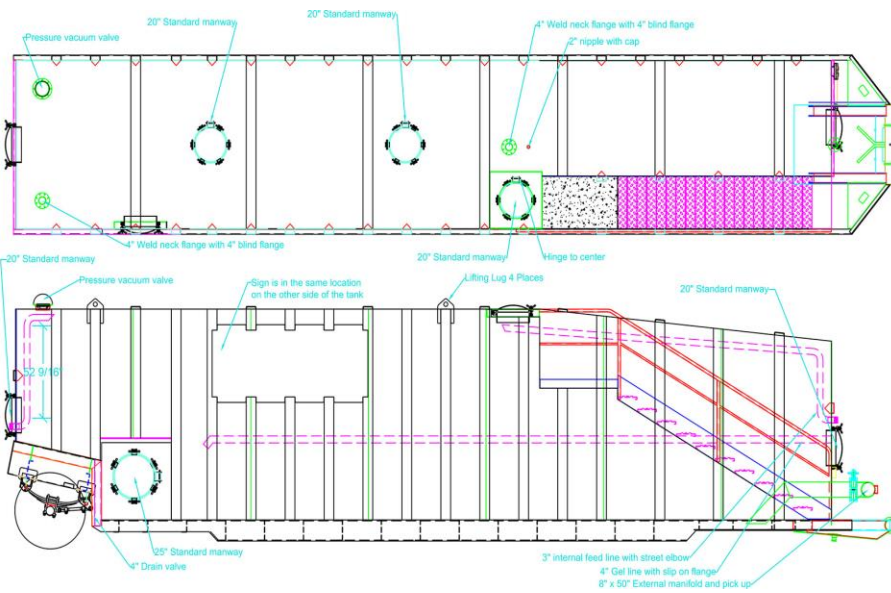 20" Standard manway
20" Standard manway
4" Weld neck flange with 4" blind flange
Pressure vacuum valve
2" nipple with cap
4" Weld neck flange with 4" blind flange
20" Standard manway
Hinge to center
20" Standard manway
Pressure vacuum valve
Sign is in the same location
on the other side of the tank
Lifting Lug 4 Places
20" Standard manway
52 9/16"
25" Standard manway
4" Drain valve
3" internal feed line with street elbow
4" Gel line with slip on flange
8" x 50" External manifold and pick up